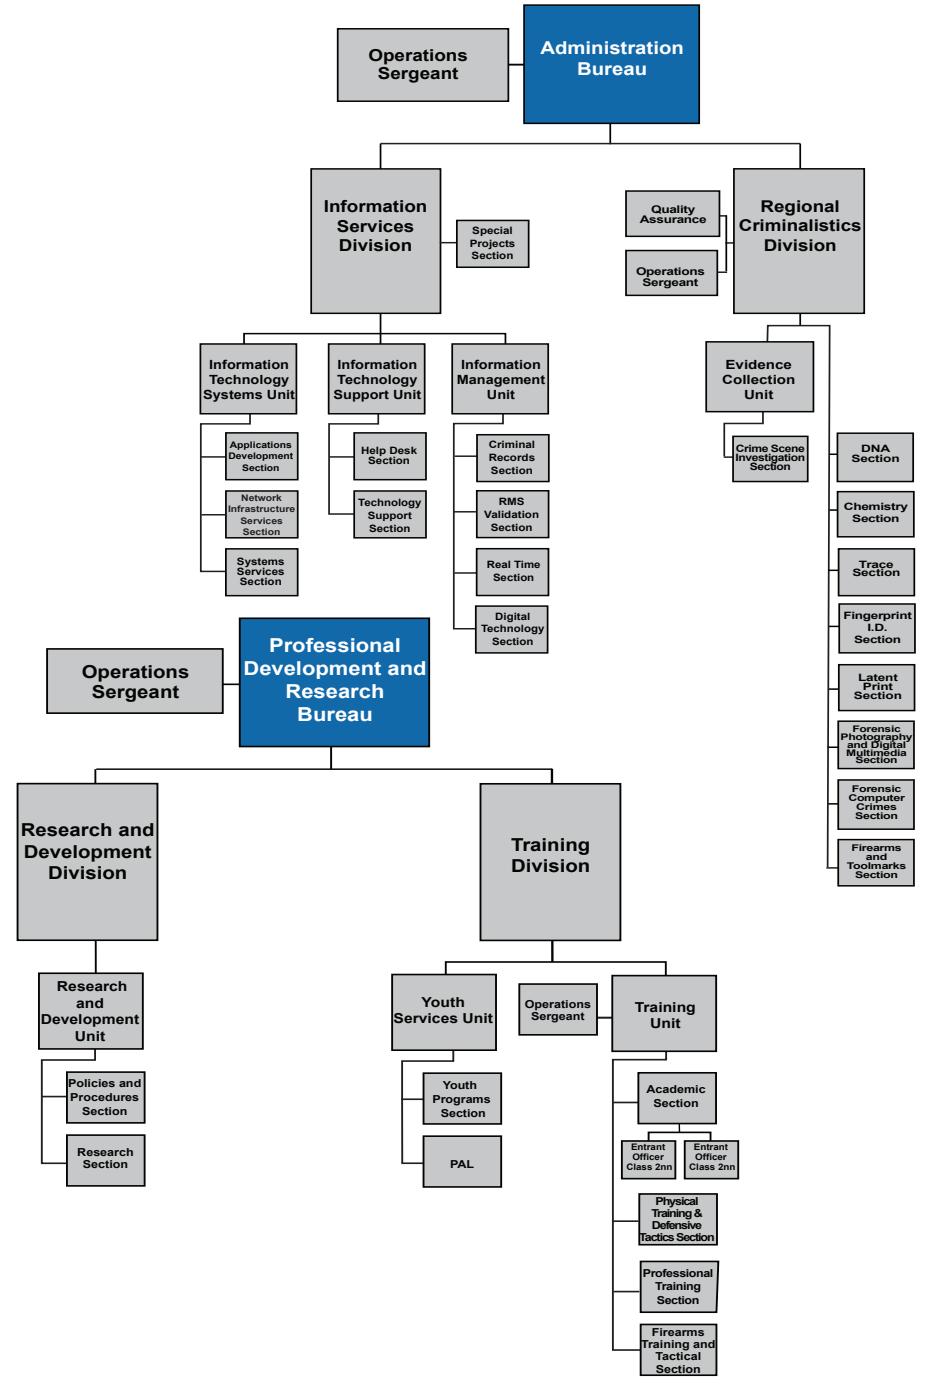 Operations
Sergeant
Administration
Bureau
Information
Services
Division
Special
Projects
Section
Quality
Assurance
Operations
Sergeant
Regional
Criminalistics
Division
Information
Technology
Systems Unit
Information
Technology
Support Unit
Information
Management
Unit
Evidence
Collection
Unit
Applications
Development
Section
Network
Infrastructure
Services
Section
Systems
Services
Section
Help Desk
Section
Technology
Support
Section
Criminal
Records
Section
RMS
Validation
Section
Real Time
Section
Digital
Technology
Section
Crime Scene
Investigation
Section
DNA
Section
Chemistry
Section
Trace
Section
Fingerprint
I.D.
Section
Latent
Print
Section
Forensic
Photography
and Digital
Multimedia
Section
Forensic
Computer
Crimes
Section
Firearms
and
Toolmarks
Section
Operations
Sergeant
Professional
Development and
Research
Bureau
Research and
Development
Division
Training
Division
Research
and
Development
Unit
Policies and
Procedures
Section
Research
Section
Youth
Services Unit
Youth
Programs
Section
PAL
Operations
Sergeant
Training
Unit
Academic
Section
Entrant
Officer
Class 2nn
Entrant
Officer
Class 2nn
Physical
Training &
Defensive
Tactics Section
Professional
Training
Section
Firearms
Training and
Tactical
Section